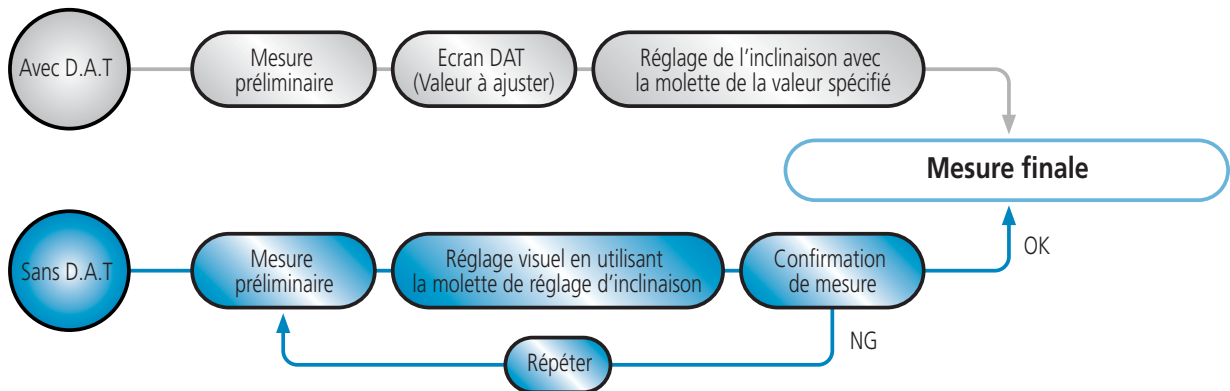 Avec D.A.T
Mesure
préliminaire
Ecran DAT
(Valeur à ajuster)
Réglage de l’inclinaison avec
la molette de la valeur spécifié
Mesure finale
Sans D.A.T
Mesure
préliminaire
Réglage visuel en utilisant
la molette de réglage d’inclinaison
Confirmation
de mesure
OK
NG
Répéter